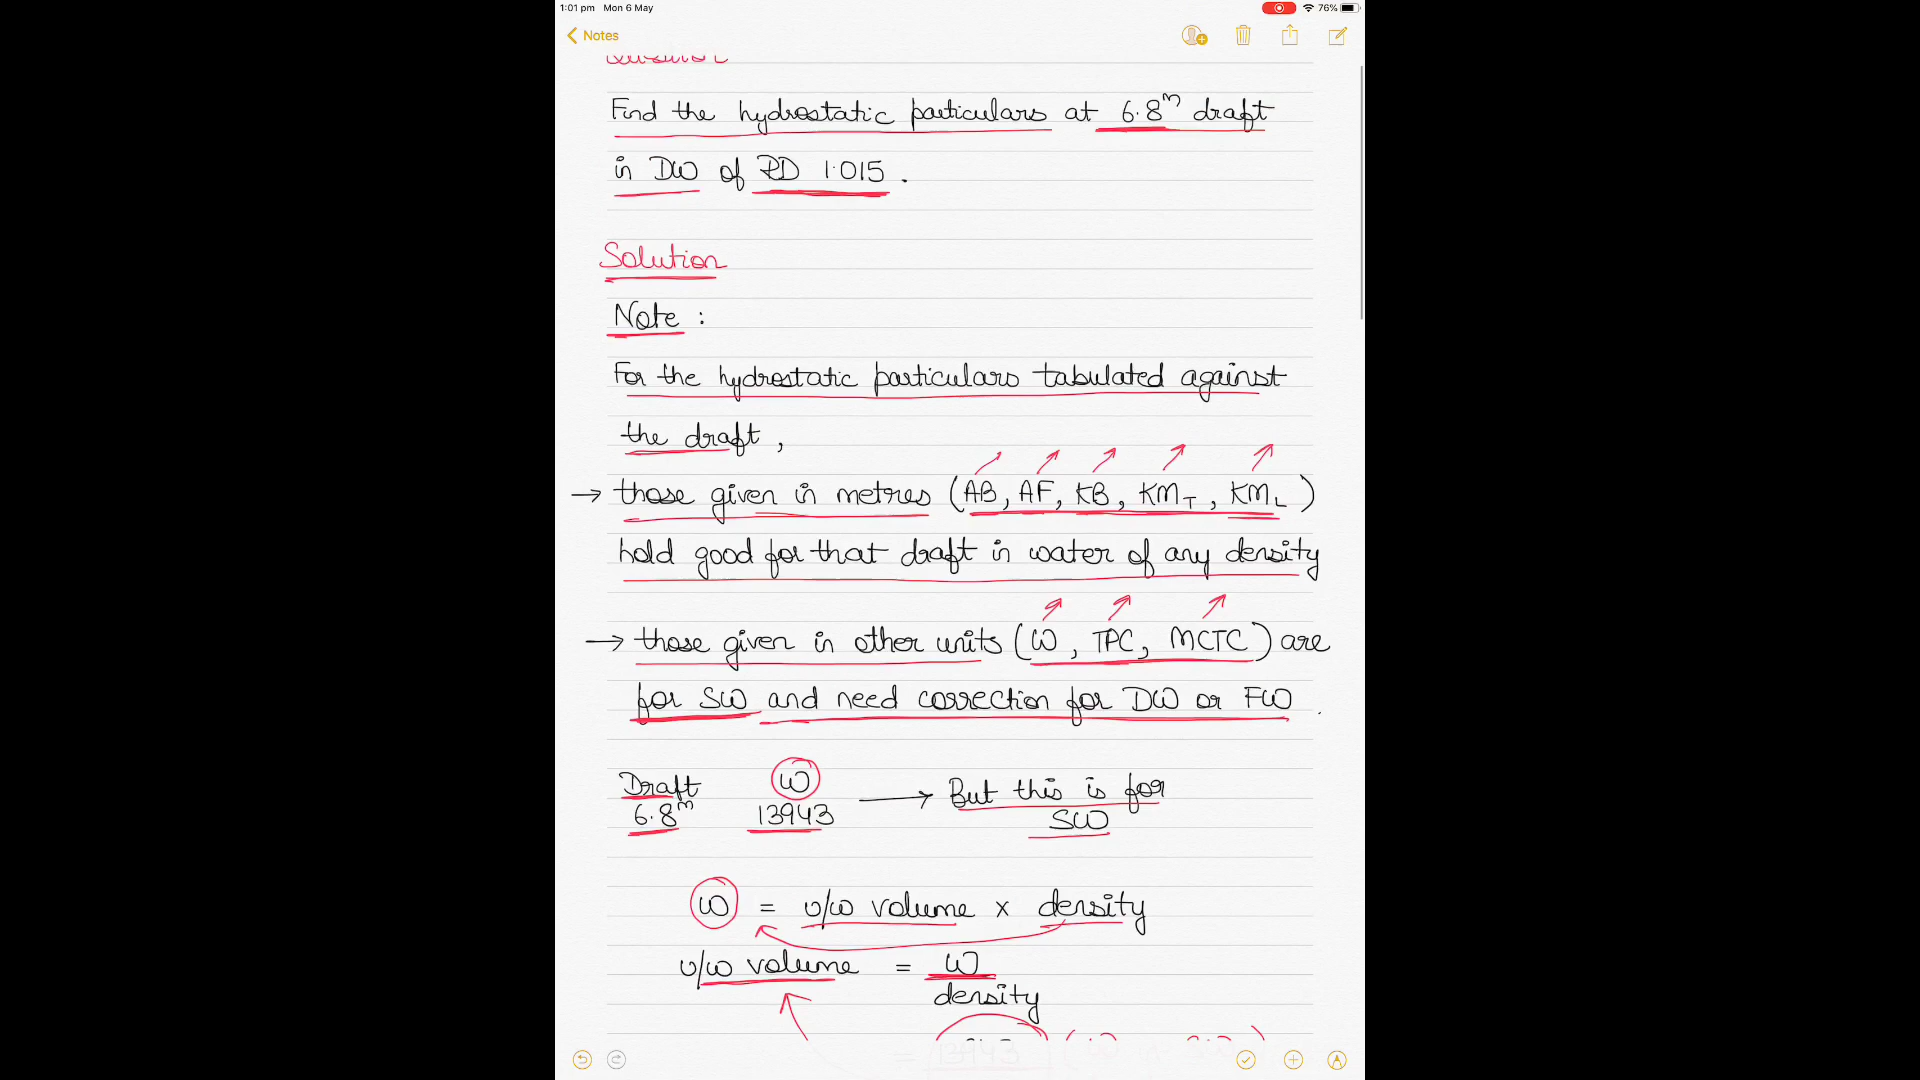 1:01 pm Mon 6 May 76%
Notes
Question
Find the hydrostatic particulars at 6.8m draft
in DW of RD 1.015.
Solution
Note :
For the hydrostatic particulars tabulated against
the draft,
→ those given in metres (AB, AF, KB, KMT, KML)
hold good for that draft in water of any density
→ those given in other units (W, TPC, MCTC) are
for SW and need correction for DW or FW.
Draft W → But this is for
6.8m 13943 SW
W = u/w volume x density
u/w volume = W
density
= 13943